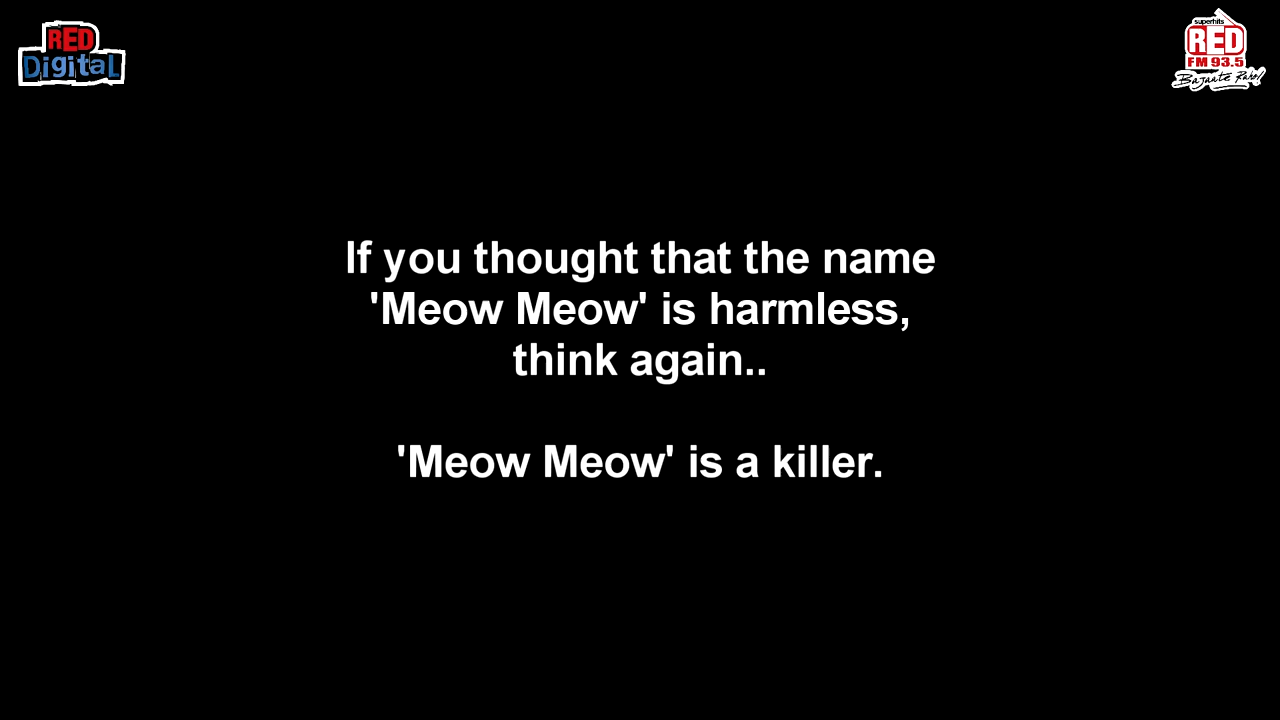 RED
Digital
superhits
RED
FM 93.5
Bajaate Raho!
If you thought that the name
'Meow Meow' is harmless,
think again..
'Meow Meow' is a killer.